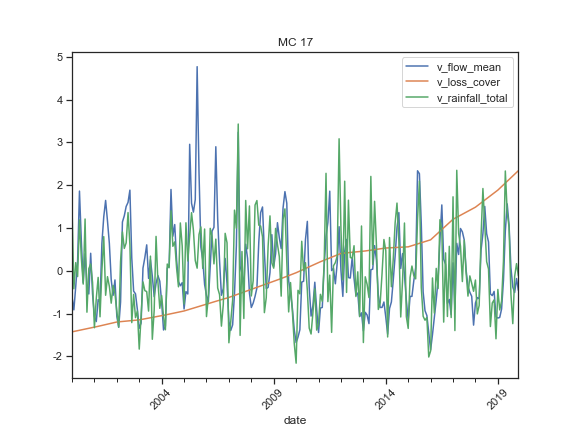 MC 17
v_flow_mean
v_loss_cover
v_rainfall_total
5
4
3
2
1
0
-1
-2
2004 2009 2014 2019
date